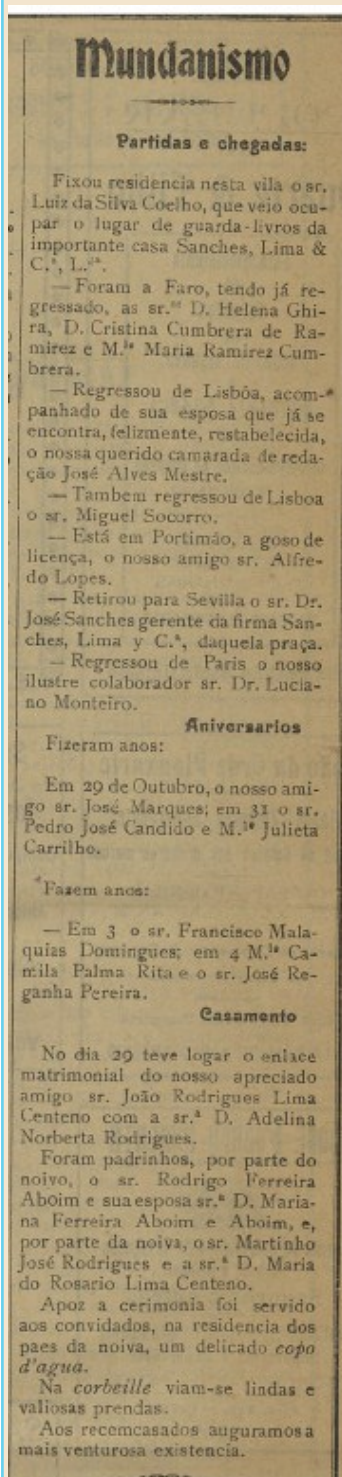 Mundanismo
Partidas e chegadas:
Fixou residencia nesta vila o sr.
Luiz da Silva Coelho, que veio ocu-
par o lugar de guarda-livros da
importante casa Sanches, Lima &
C.ª, L.ᵈᵃ.
— Foram a Faro, tendo já re-
gressado, as sr.ᵃˢ D. Helena Ghi-
ra, D. Cristina Cumbrera de Ra-
mirez e M.ˡᵉ Maria Ramirez Cum-
brera.
— Regressou de Lisbôa, acom-
panhado de sua esposa que já se
encontra, felizmente, restabelecida,
o nossa querido camarada de reda-
ção José Alves Mestre.
— Tambem regressou de Lisboa
o sr. Miguel Socorro.
— Está em Portimão, a goso de
licença, o nosso amigo sr. Alfre-
do Lopes.
— Retirou para Sevilla o sr. Dr.
José Sanches gerente da firma San-
ches, Lima y C.ª, daquela praça.
— Regressou de Paris o nosso
ilustre colaborador sr. Dr. Lucia-
no Monteiro.
Aniversarios
Fizeram anos:
Em 29 de Outubro, o nosso ami-
go sr. José Marques; em 31 o sr.
Pedro José Candido e M.ˡᵉ Julieta
Carrilho.
Fazem anos:
— Em 3 o sr. Francisco Mala-
quias Domingues; em 4 M.ˡᵉ Ca-
mila Palma Rita e o sr. José Re-
ganha Pereira.
Casamento
No dia 29 teve logar o enlace
matrimonial do nosso apreciado
amigo sr. João Rodrigues Lima
Centeno com a sr.ª D. Adelina
Norberta Rodrigues.
Foram padrinhos, por parte do
noivo, o sr. Rodrigo Ferreira
Aboim e sua esposa sr.ª D. Maria-
na Ferreira Aboim e Aboim, e,
por parte da noiva, o sr. Martinho
José Rodrigues e a sr.ª D. Maria
do Rosario Lima Centeno.
Apoz a cerimonia foi servido
aos convidados, na residencia dos
paes da noiva, um delicado copo
d'agua.
Na corbeille viam-se lindas e
valiosas prendas.
Aos recemcasados auguramos a
mais venturosa existencia.